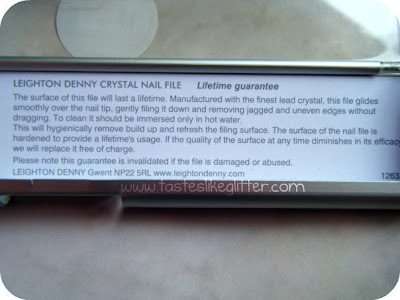 LEIGHTON DENNY CRYSTAL NAIL FILE Lifetime guarantee
The surface of this file will last a lifetime. Manufactured with the finest lead crystal, this file glides
smoothly over the nail tip, gently filing it down and removing jagged and uneven edges without
dragging. To clean it should be immersed only in hot water.
This will hygienically remove build up and refresh the filing surface. The surface of the nail file is
hardened to provide a lifetime's usage. If the quality of the surface at any time diminishes in its efficacy
we will replace it free of charge.
Please note this guarantee is invalidated if the file is damaged or abused.
LEIGHTON DENNY Gwent NP22 5RL www.leightondenny.com 1263
www.tasteslikeglitter.com